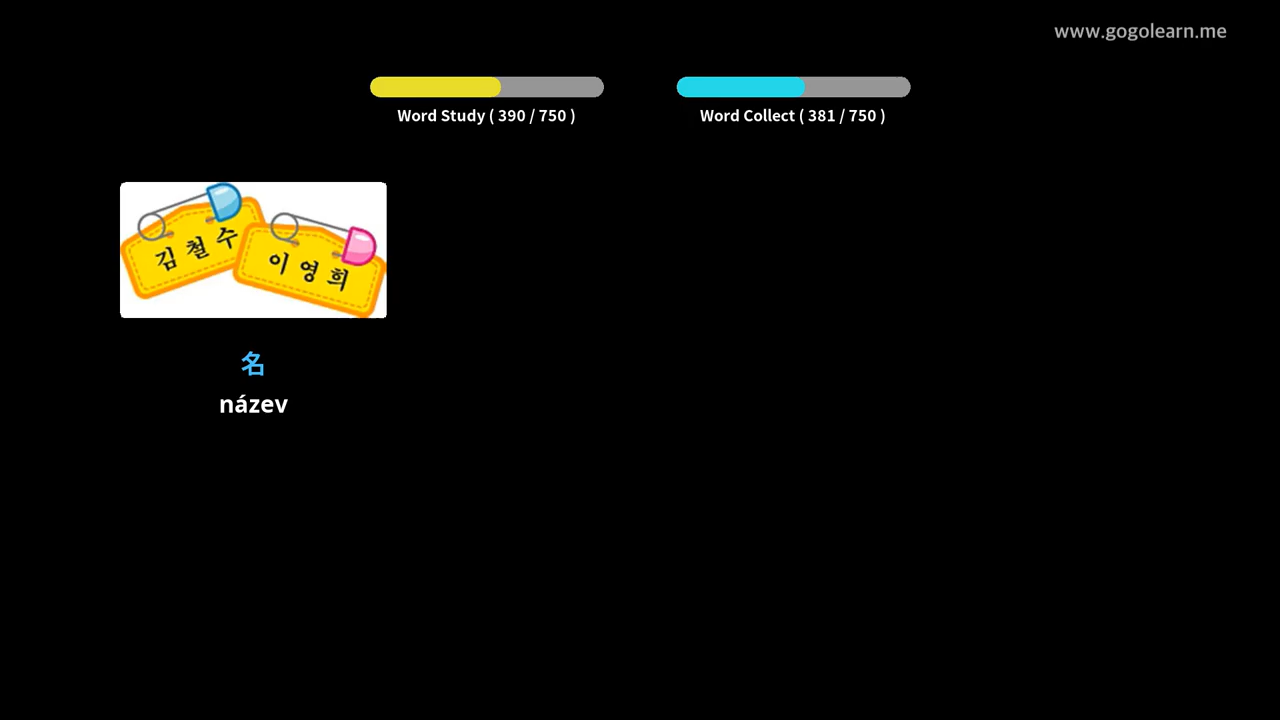 www.gogolearn.me
Word Study ( 390 / 750 )
Word Collect ( 381 / 750 )
김철수
이영희
名
název